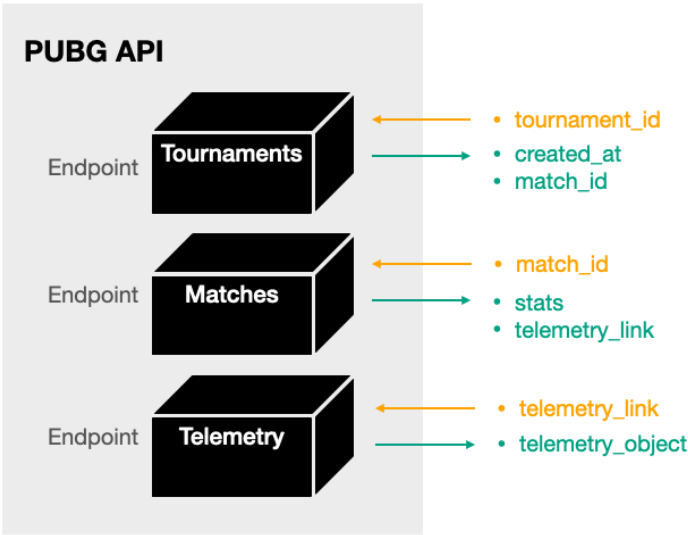 PUBG API
Endpoint
Tournaments
• tournament_id
• created_at
• match_id
Endpoint
Matches
• match_id
• stats
• telemetry_link
Endpoint
Telemetry
• telemetry_link
• telemetry_object